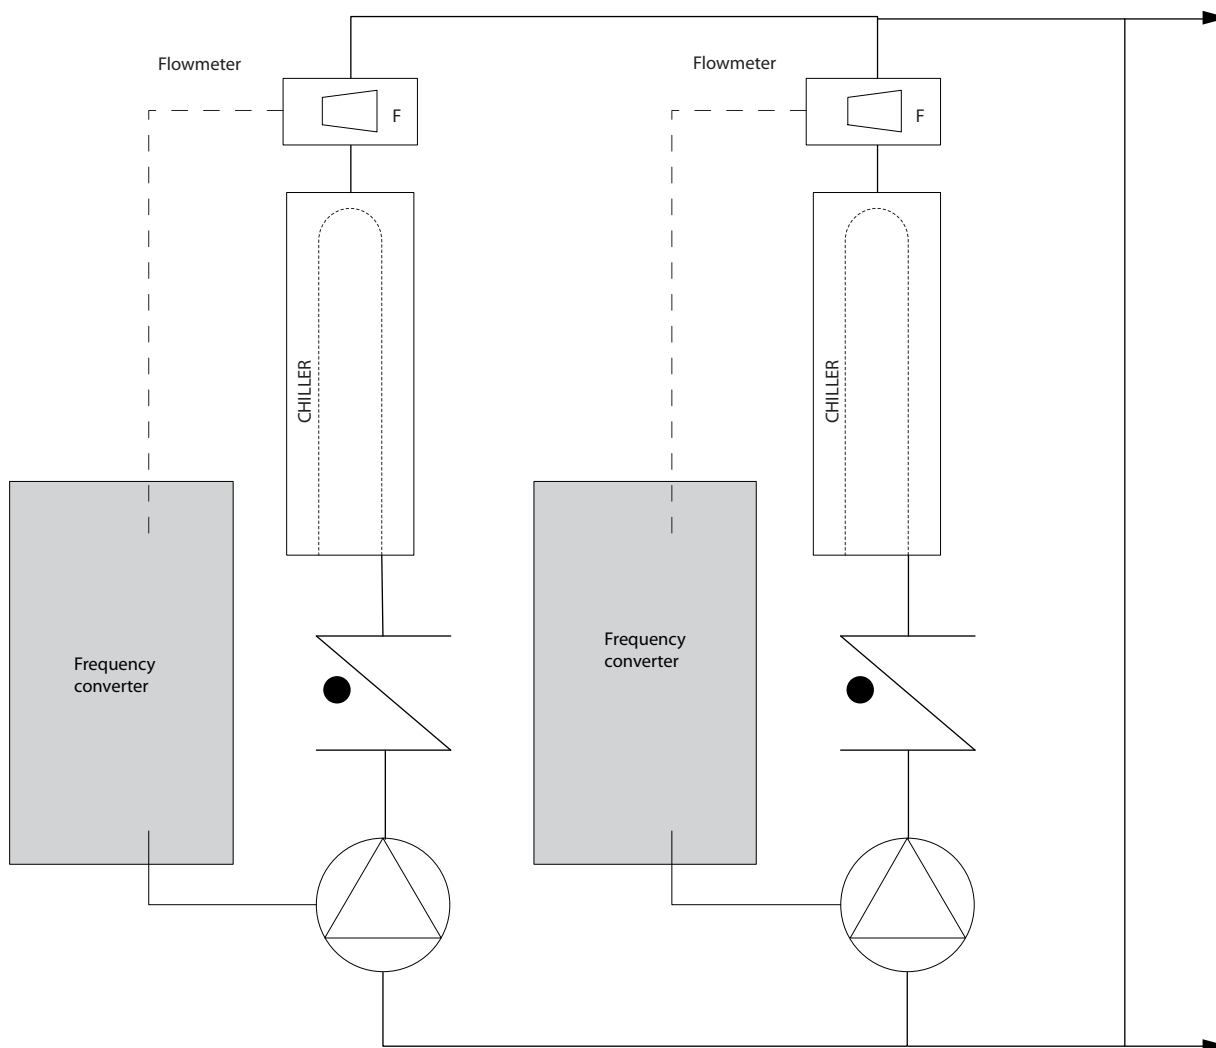 Flowmeter
Flowmeter
F
F
CHILLER
CHILLER
Frequency
converter
Frequency
converter